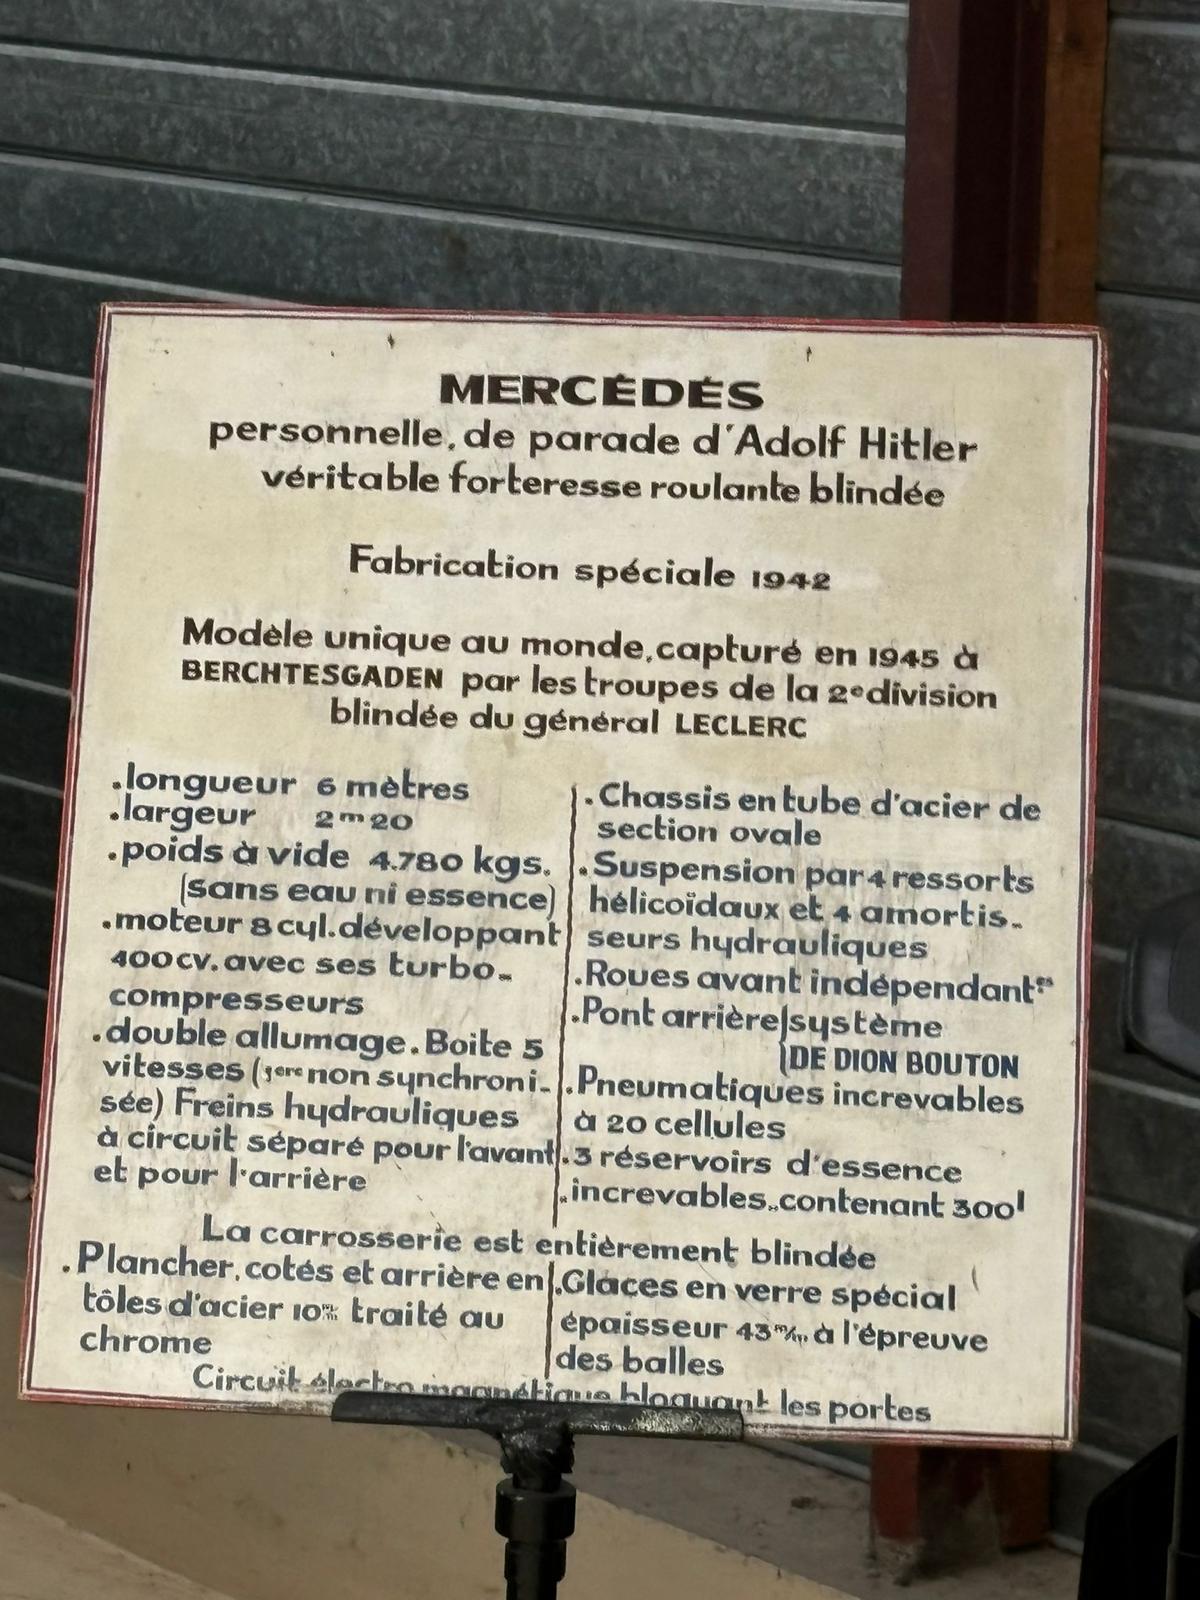 MERCÉDÉS
personnelle, de parade d'Adolf Hitler
véritable forteresse roulante blindée
Fabrication spéciale 1942
Modèle unique au monde, capturé en 1945 à
BERCHTESGADEN par les troupes de la 2e division
blindée du général LECLERC
.longueur 6 mètres
.largeur 2m20
.poids à vide 4.780 kgs.
(sans eau ni essence)
.moteur 8 cyl. développant
400 cv. avec ses turbo-
compresseurs
.double allumage. Boite 5
vitesses (1ere non synchroni-
sée) Freins hydrauliques
à circuit séparé pour l'avant
et pour l'arrière
.Chassis en tube d'acier de
section ovale
.Suspension par 4 ressorts
hélicoïdaux et 4 amortis-
seurs hydrauliques
.Roues avant indépendantes
.Pont arrière système
DE DION BOUTON
.Pneumatiques increvables
à 20 cellules
.3 réservoirs d'essence
"increvables" contenant 300l
La carrosserie est entièrement blindée
.Plancher, cotés et arrière en
tôles d'acier 10m/m traité au
chrome
.Glaces en verre spécial
épaisseur 43m/m à l'épreuve
des balles
Circuit électro magnétique bloquant les portes